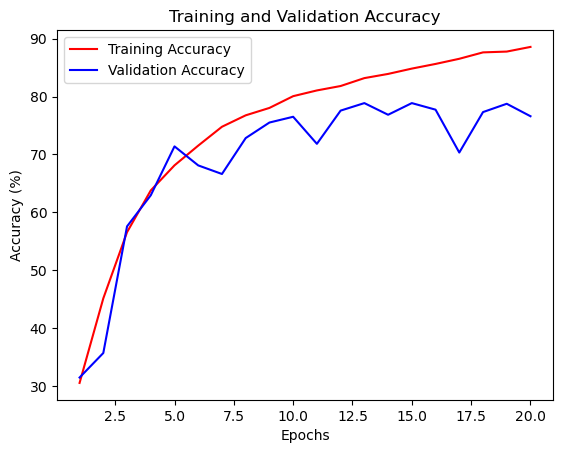 Training and Validation Accuracy
Training Accuracy
Validation Accuracy
Accuracy (%)
90
80
70
60
50
40
30
2.5 5.0 7.5 10.0 12.5 15.0 17.5 20.0
Epochs